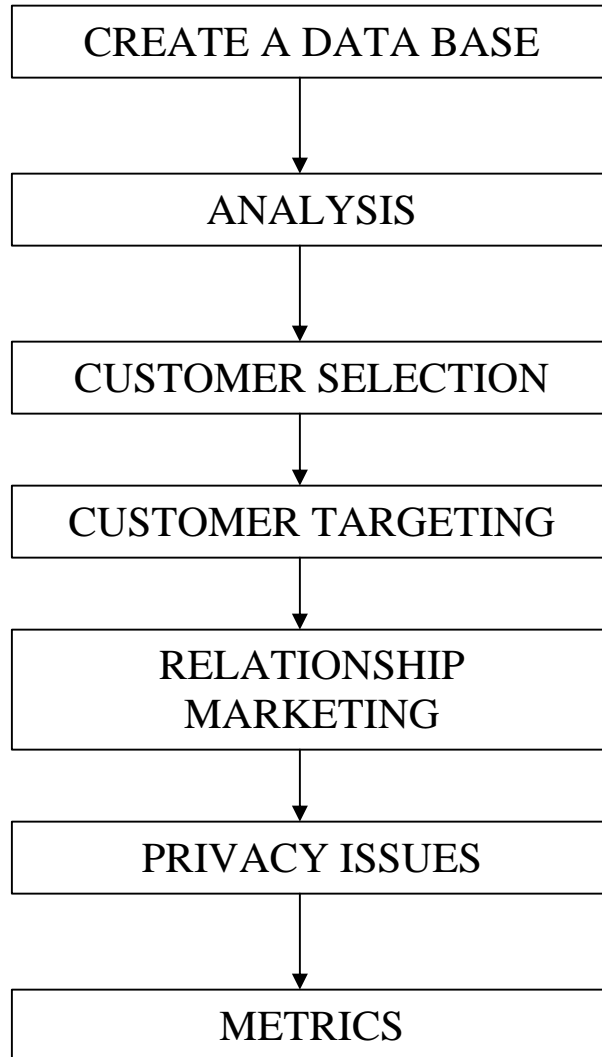 CREATE A DATA BASE
ANALYSIS
CUSTOMER SELECTION
CUSTOMER TARGETING
RELATIONSHIP
MARKETING
PRIVACY ISSUES
METRICS